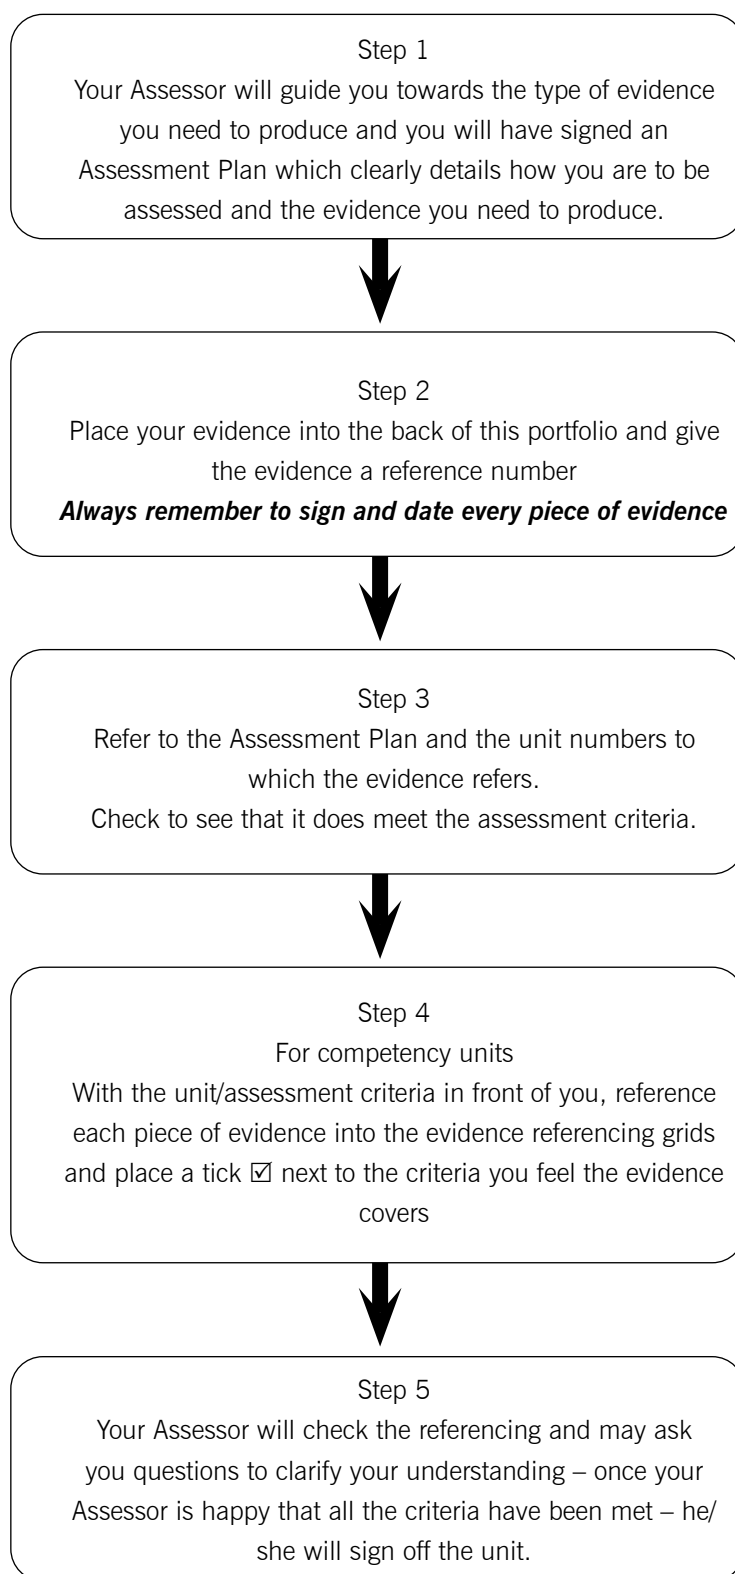 Step 1
Your Assessor will guide you towards the type of evidence
you need to produce and you will have signed an
Assessment Plan which clearly details how you are to be
assessed and the evidence you need to produce.
Step 2
Place your evidence into the back of this portfolio and give
the evidence a reference number
Always remember to sign and date every piece of evidence
Step 3
Refer to the Assessment Plan and the unit numbers to
which the evidence refers.
Check to see that it does meet the assessment criteria.
Step 4
For competency units
With the unit/assessment criteria in front of you, reference
each piece of evidence into the evidence referencing grids
and place a tick ☑ next to the criteria you feel the evidence
covers
Step 5
Your Assessor will check the referencing and may ask
you questions to clarify your understanding – once your
Assessor is happy that all the criteria have been met – he/
she will sign off the unit.